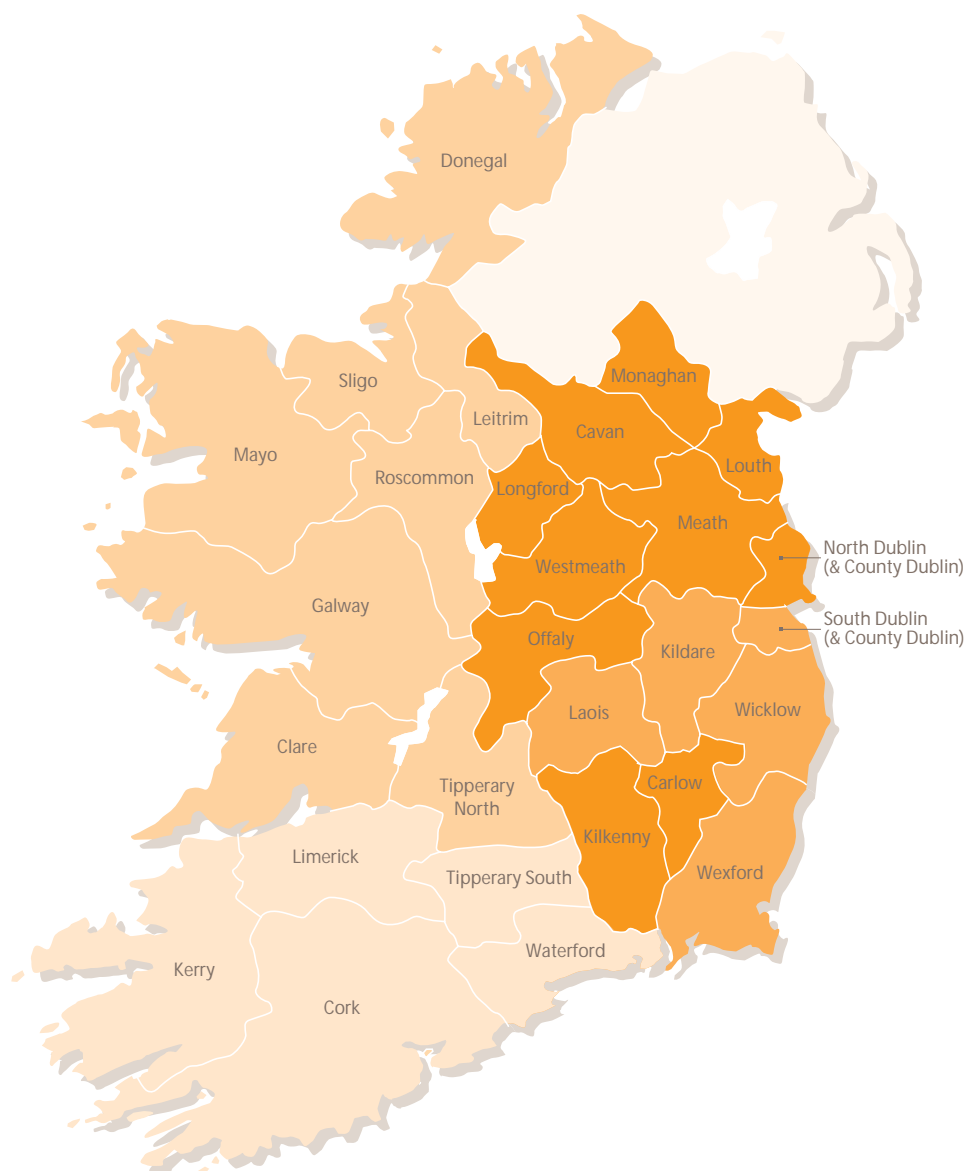 Donegal
Monaghan
Sligo
Leitrim
Cavan
Mayo
Louth
Roscommon
Longford
Meath
North Dublin
(& County Dublin)
Westmeath
Galway
South Dublin
(& County Dublin)
Offaly
Kildare
Laois
Wicklow
Clare
Tipperary
North
Carlow
Kilkenny
Limerick
Wexford
Tipperary South
Waterford
Kerry
Cork